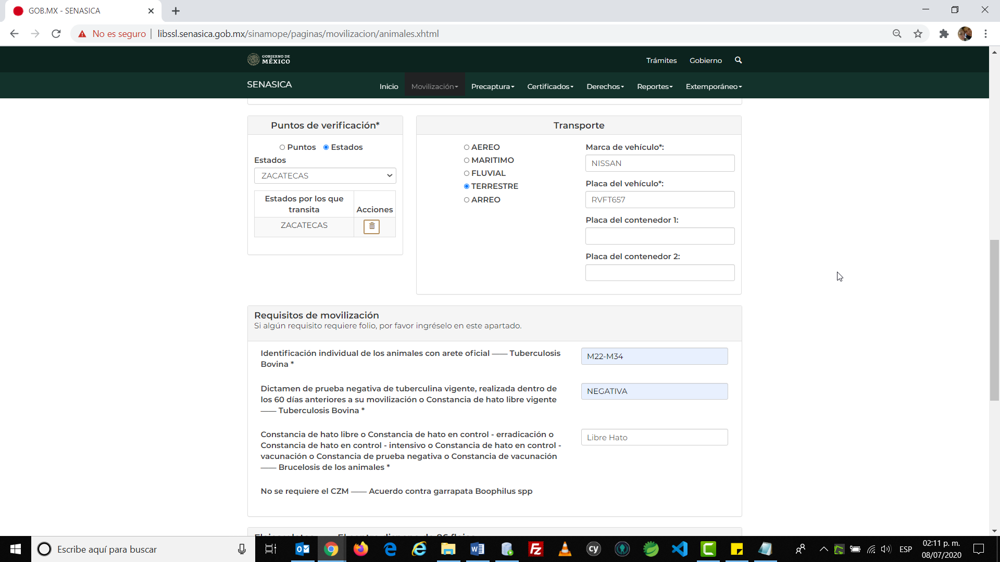 GOB.MX - SENASICA
No es seguro | libssl.senasica.gob.mx/sinamope/paginas/movilizacion/animales.xhtml
GOBIERNO DE MÉXICO
Trámites Gobierno
SENASICA
Inicio Movilización Precaptura Certificados Derechos Reportes Extemporáneo
Puntos de verificación*
Puntos Estados
Estados
ZACATECAS
Estados por los que transita
Acciones
ZACATECAS
Transporte
AEREO
MARITIMO
FLUVIAL
TERRESTRE
ARREO
Marca de vehículo*:
NISSAN
Placa del vehículo*:
RVFT657
Placa del contenedor 1:
Placa del contenedor 2:
Requisitos de movilización
Si algún requisito requiere folio, por favor ingréselo en este apartado.
Identificación individual de los animales con arete oficial —— Tuberculosis
Bovina *
M22-M34
Dictamen de prueba negativa de tuberculina vigente, realizada dentro de
los 60 días anteriores a su movilización o Constancia de hato libre vigente
—— Tuberculosis Bovina *
NEGATIVA
Constancia de hato libre o Constancia de hato en control - erradicación o
Constancia de hato en control - intensivo o Constancia de hato en control -
vacunación o Constancia de prueba negativa o Constancia de vacunación
—— Brucelosis de los animales *
Libre Hato
No se requiere el CZM —— Acuerdo contra garrapata Boophilus spp
Escribe aquí para buscar
ESP
02:11 p. m.
08/07/2020